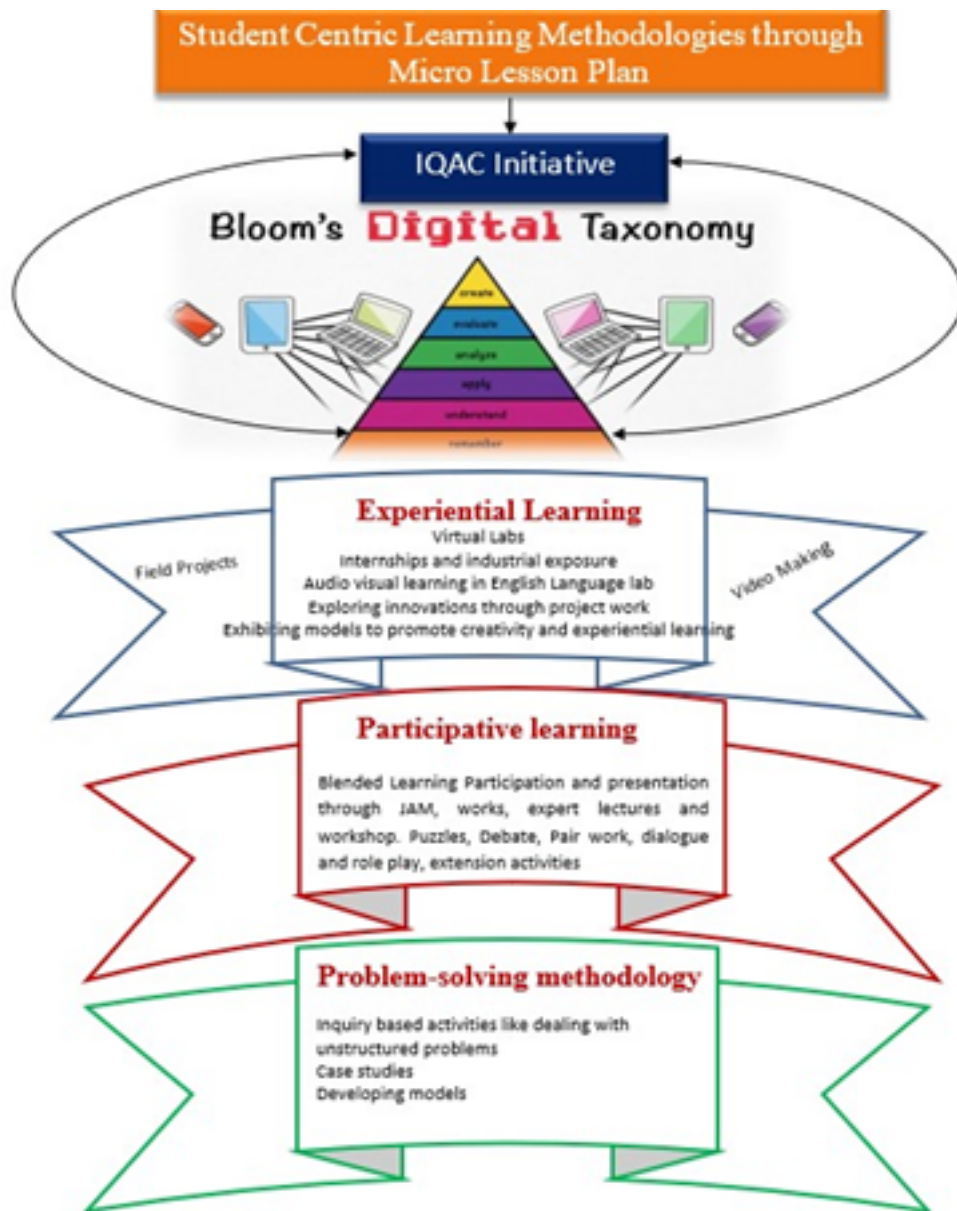 Student Centric Learning Methodologies through
Micro Lesson Plan
IQAC Initiative
Bloom's Digital Taxonomy
create
evaluate
analyze
apply
understand
remember
Experiential Learning
Virtual Labs
Internships and industrial exposure
Audio visual learning in English Language lab
Exploring innovations through project work
Exhibiting models to promote creativity and experiential learning
Field Projects
Video Making
Participative learning
Blended Learning Participation and presentation
through JAM, works, expert lectures and
workshop. Puzzles, Debate, Pair work, dialogue
and role play, extension activities
Problem-solving methodology
Inquiry based activities like dealing with
unstructured problems
Case studies
Developing models